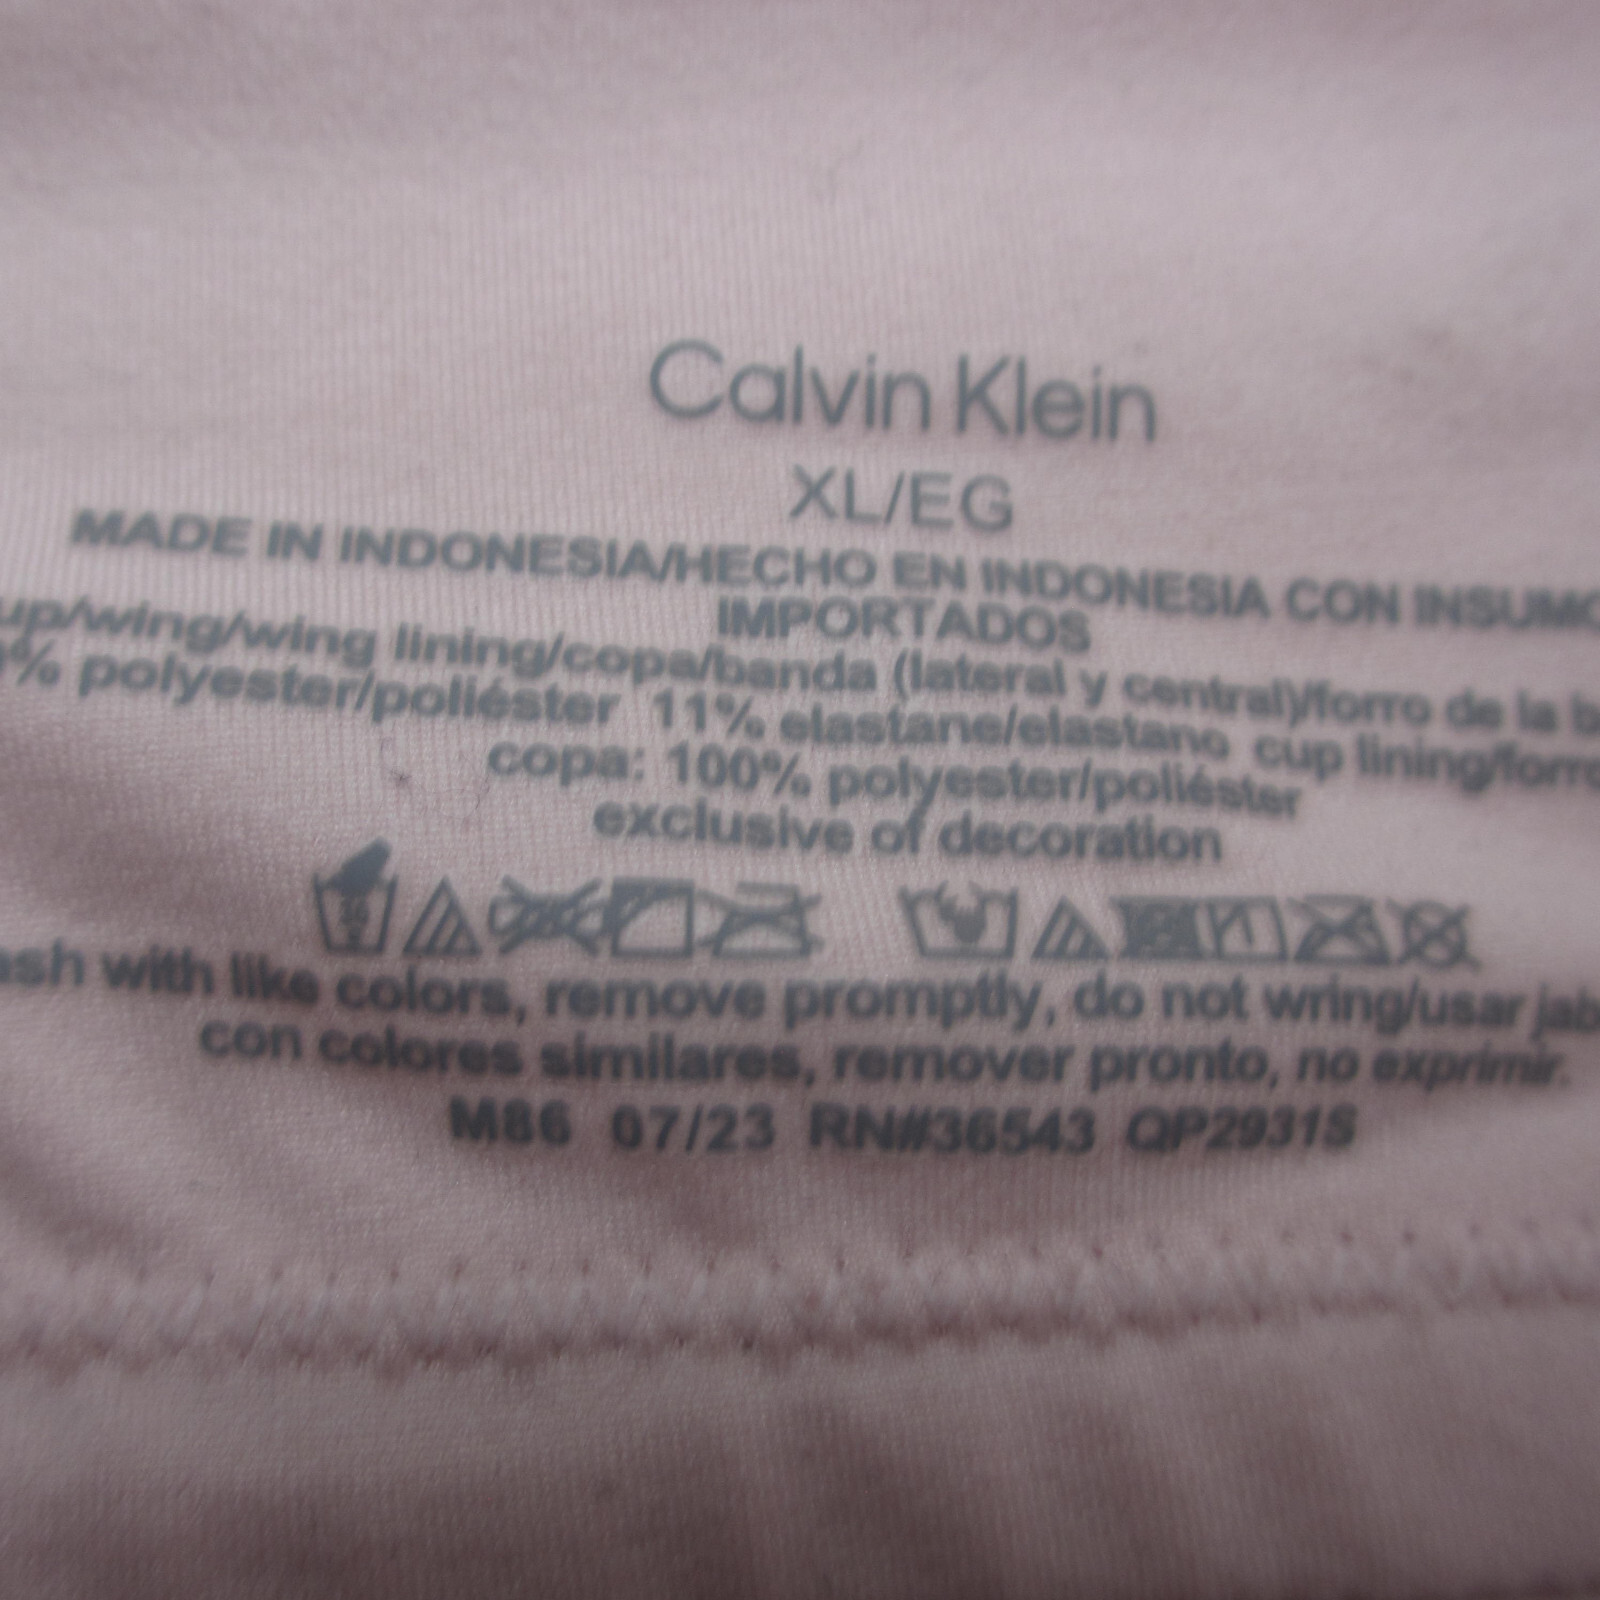 Calvin Klein
XL/EG
MADE IN INDONESIA/HECHO EN INDONESIA CON INSUMO
IMPORTADOS
up/wing/wing lining/copa/banda (lateral y central)/forro de la b
% polyester/poliéster 11% elastane/elastano cup lining/forro
copa: 100% polyester/poliéster
exclusive of decoration
30
ash with like colors, remove promptly, do not wring/usar jab
con colores similares, remover pronto, no exprimir.
M86 07/23 RN#36543 QP2931S